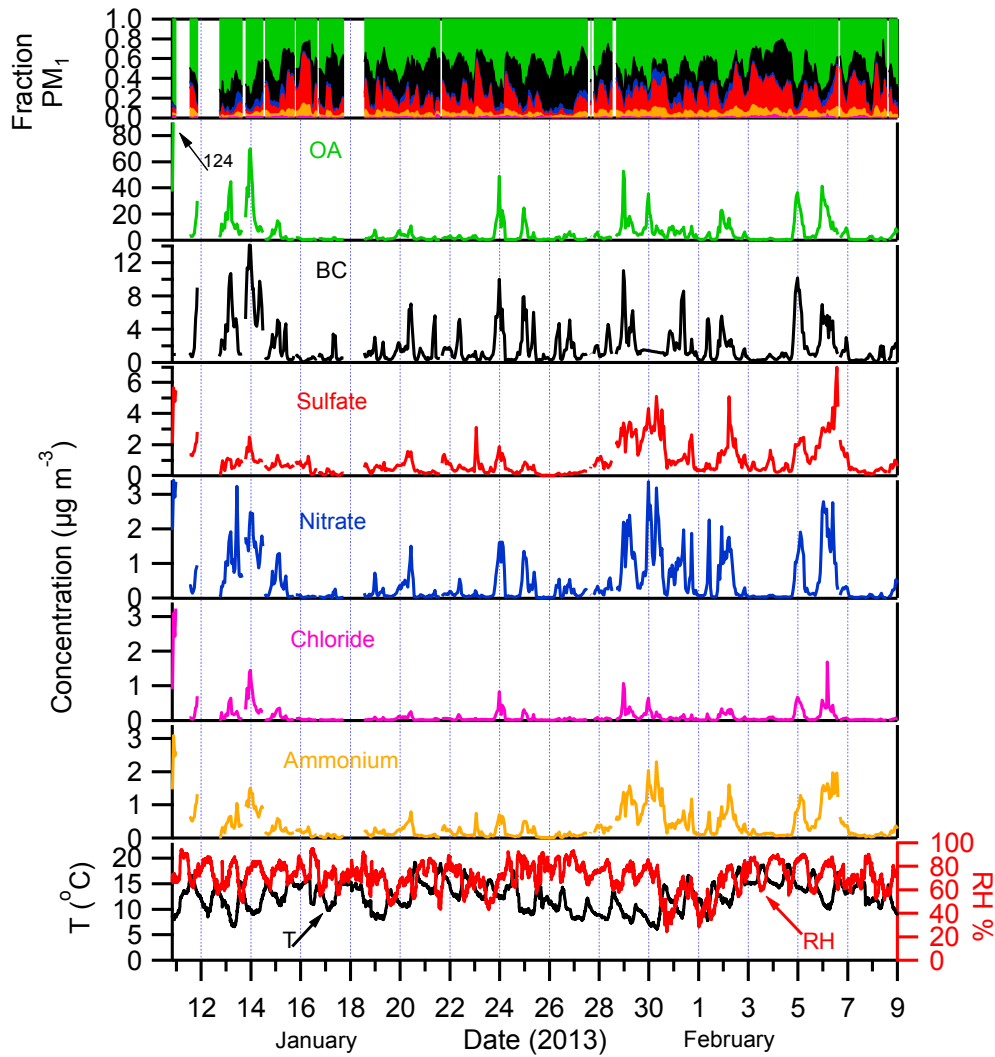 Fraction
PM1
1.0
0.8
0.6
0.4
0.2
0.0
OA
124
80
60
40
20
0
BC
12
8
4
0
Sulfate
6
4
2
0
Nitrate
3
2
1
0
Chloride
3
2
1
0
Ammonium
3
2
1
0
Concentration (µg m-3)
T (oC)
20
15
10
5
0
T
RH
100
80
60
40
20
0
RH %
12 14 16 18 20 22 24 26 28 30 1 3 5 7 9
January Date (2013) February